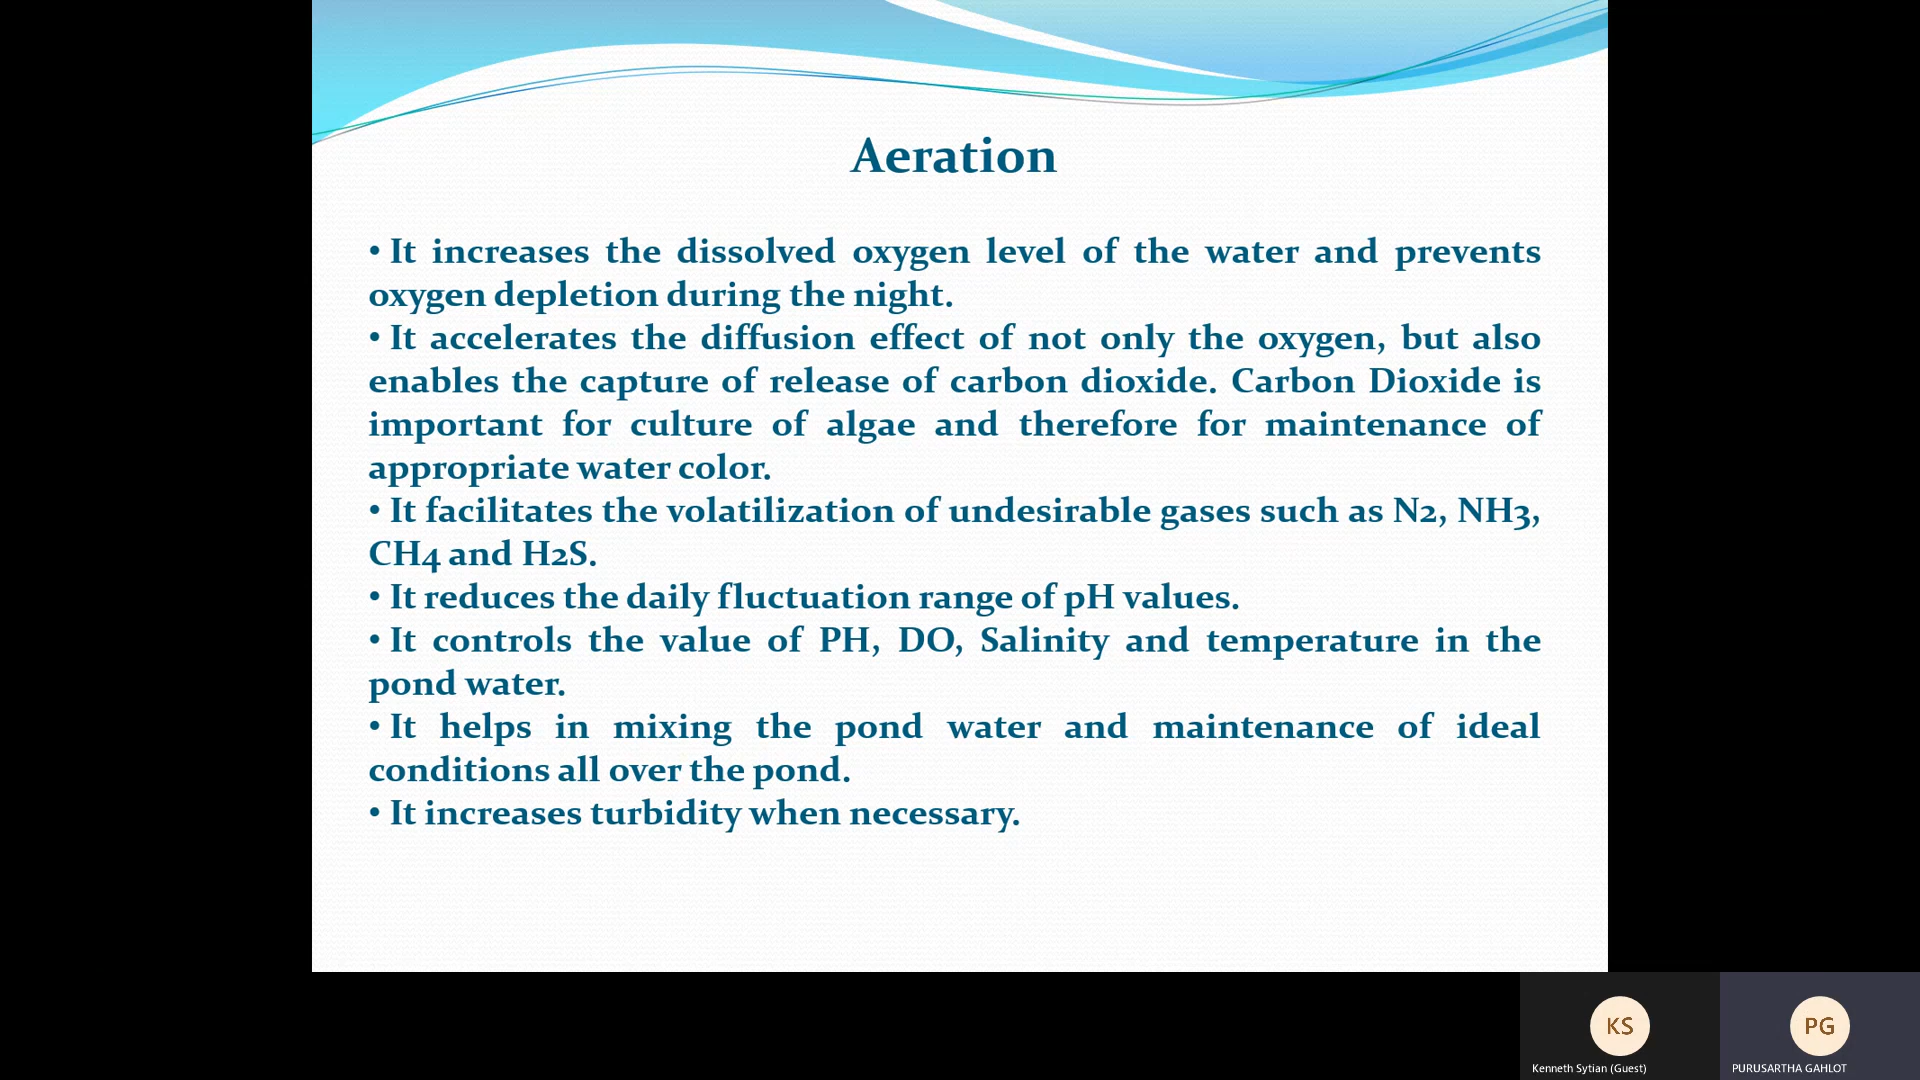 Aeration
• It increases the dissolved oxygen level of the water and prevents
oxygen depletion during the night.
• It accelerates the diffusion effect of not only the oxygen, but also
enables the capture of release of carbon dioxide. Carbon Dioxide is
important for culture of algae and therefore for maintenance of
appropriate water color.
• It facilitates the volatilization of undesirable gases such as N2, NH3,
CH4 and H2S.
• It reduces the daily fluctuation range of pH values.
• It controls the value of PH, DO, Salinity and temperature in the
pond water.
• It helps in mixing the pond water and maintenance of ideal
conditions all over the pond.
• It increases turbidity when necessary.
KS
PG
Kenneth Sytian (Guest)
PURUSARTHA GAHLOT